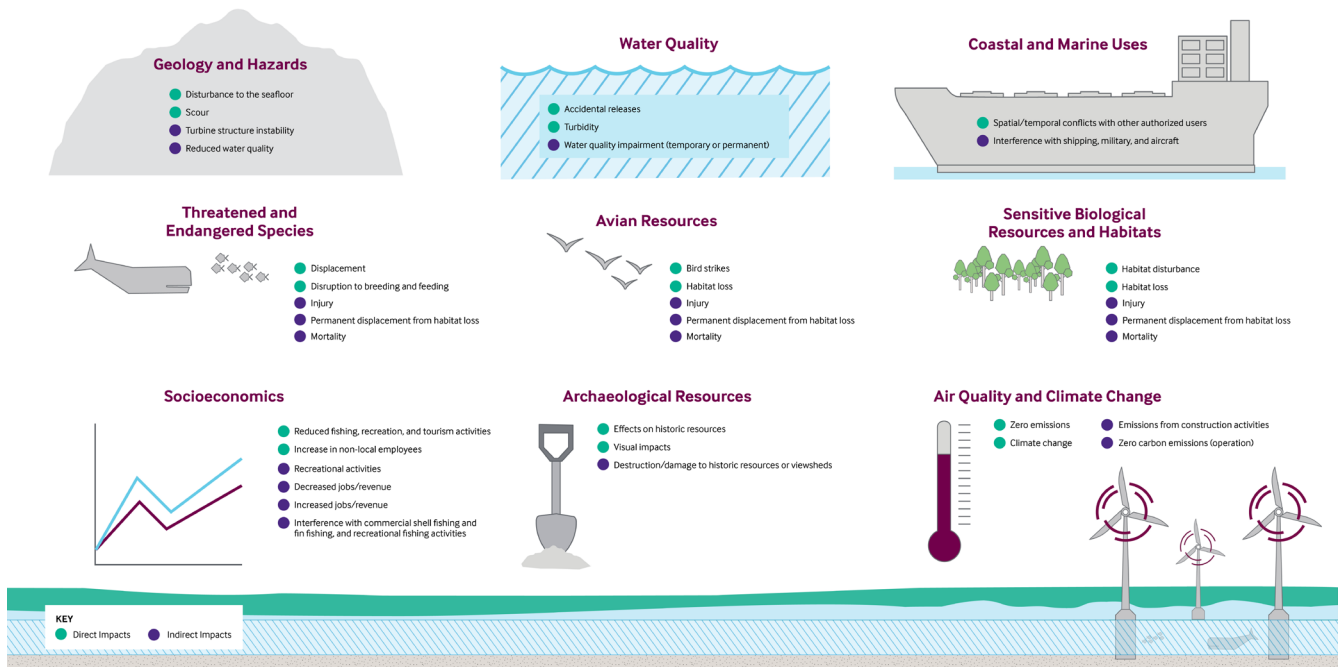 Geology and Hazards
Disturbance to the seafloor
Scour
Turbine structure instability
Reduced water quality
Water Quality
Accidental releases
Turbidity
Water quality impairment (temporary or permanent)
Coastal and Marine Uses
Spatial/temporal conflicts with other authorized users
Interference with shipping, military, and aircraft
Threatened and
Endangered Species
Displacement
Disruption to breeding and feeding
Injury
Permanent displacement from habitat loss
Mortality
Avian Resources
Bird strikes
Habitat loss
Injury
Permanent displacement from habitat loss
Mortality
Sensitive Biological
Resources and Habitats
Habitat disturbance
Habitat loss
Injury
Permanent displacement from habitat loss
Mortality
Socioeconomics
Reduced fishing, recreation, and tourism activities
Increase in non-local employees
Recreational activities
Decreased jobs/revenue
Increased jobs/revenue
Interference with commercial shell fishing and
fin fishing, and recreational fishing activities
Archaeological Resources
Effects on historic resources
Visual impacts
Destruction/damage to historic resources or viewsheds
Air Quality and Climate Change
Zero emissions
Climate change
Emissions from construction activities
Zero carbon emissions (operation)
KEY
Direct Impacts
Indirect Impacts